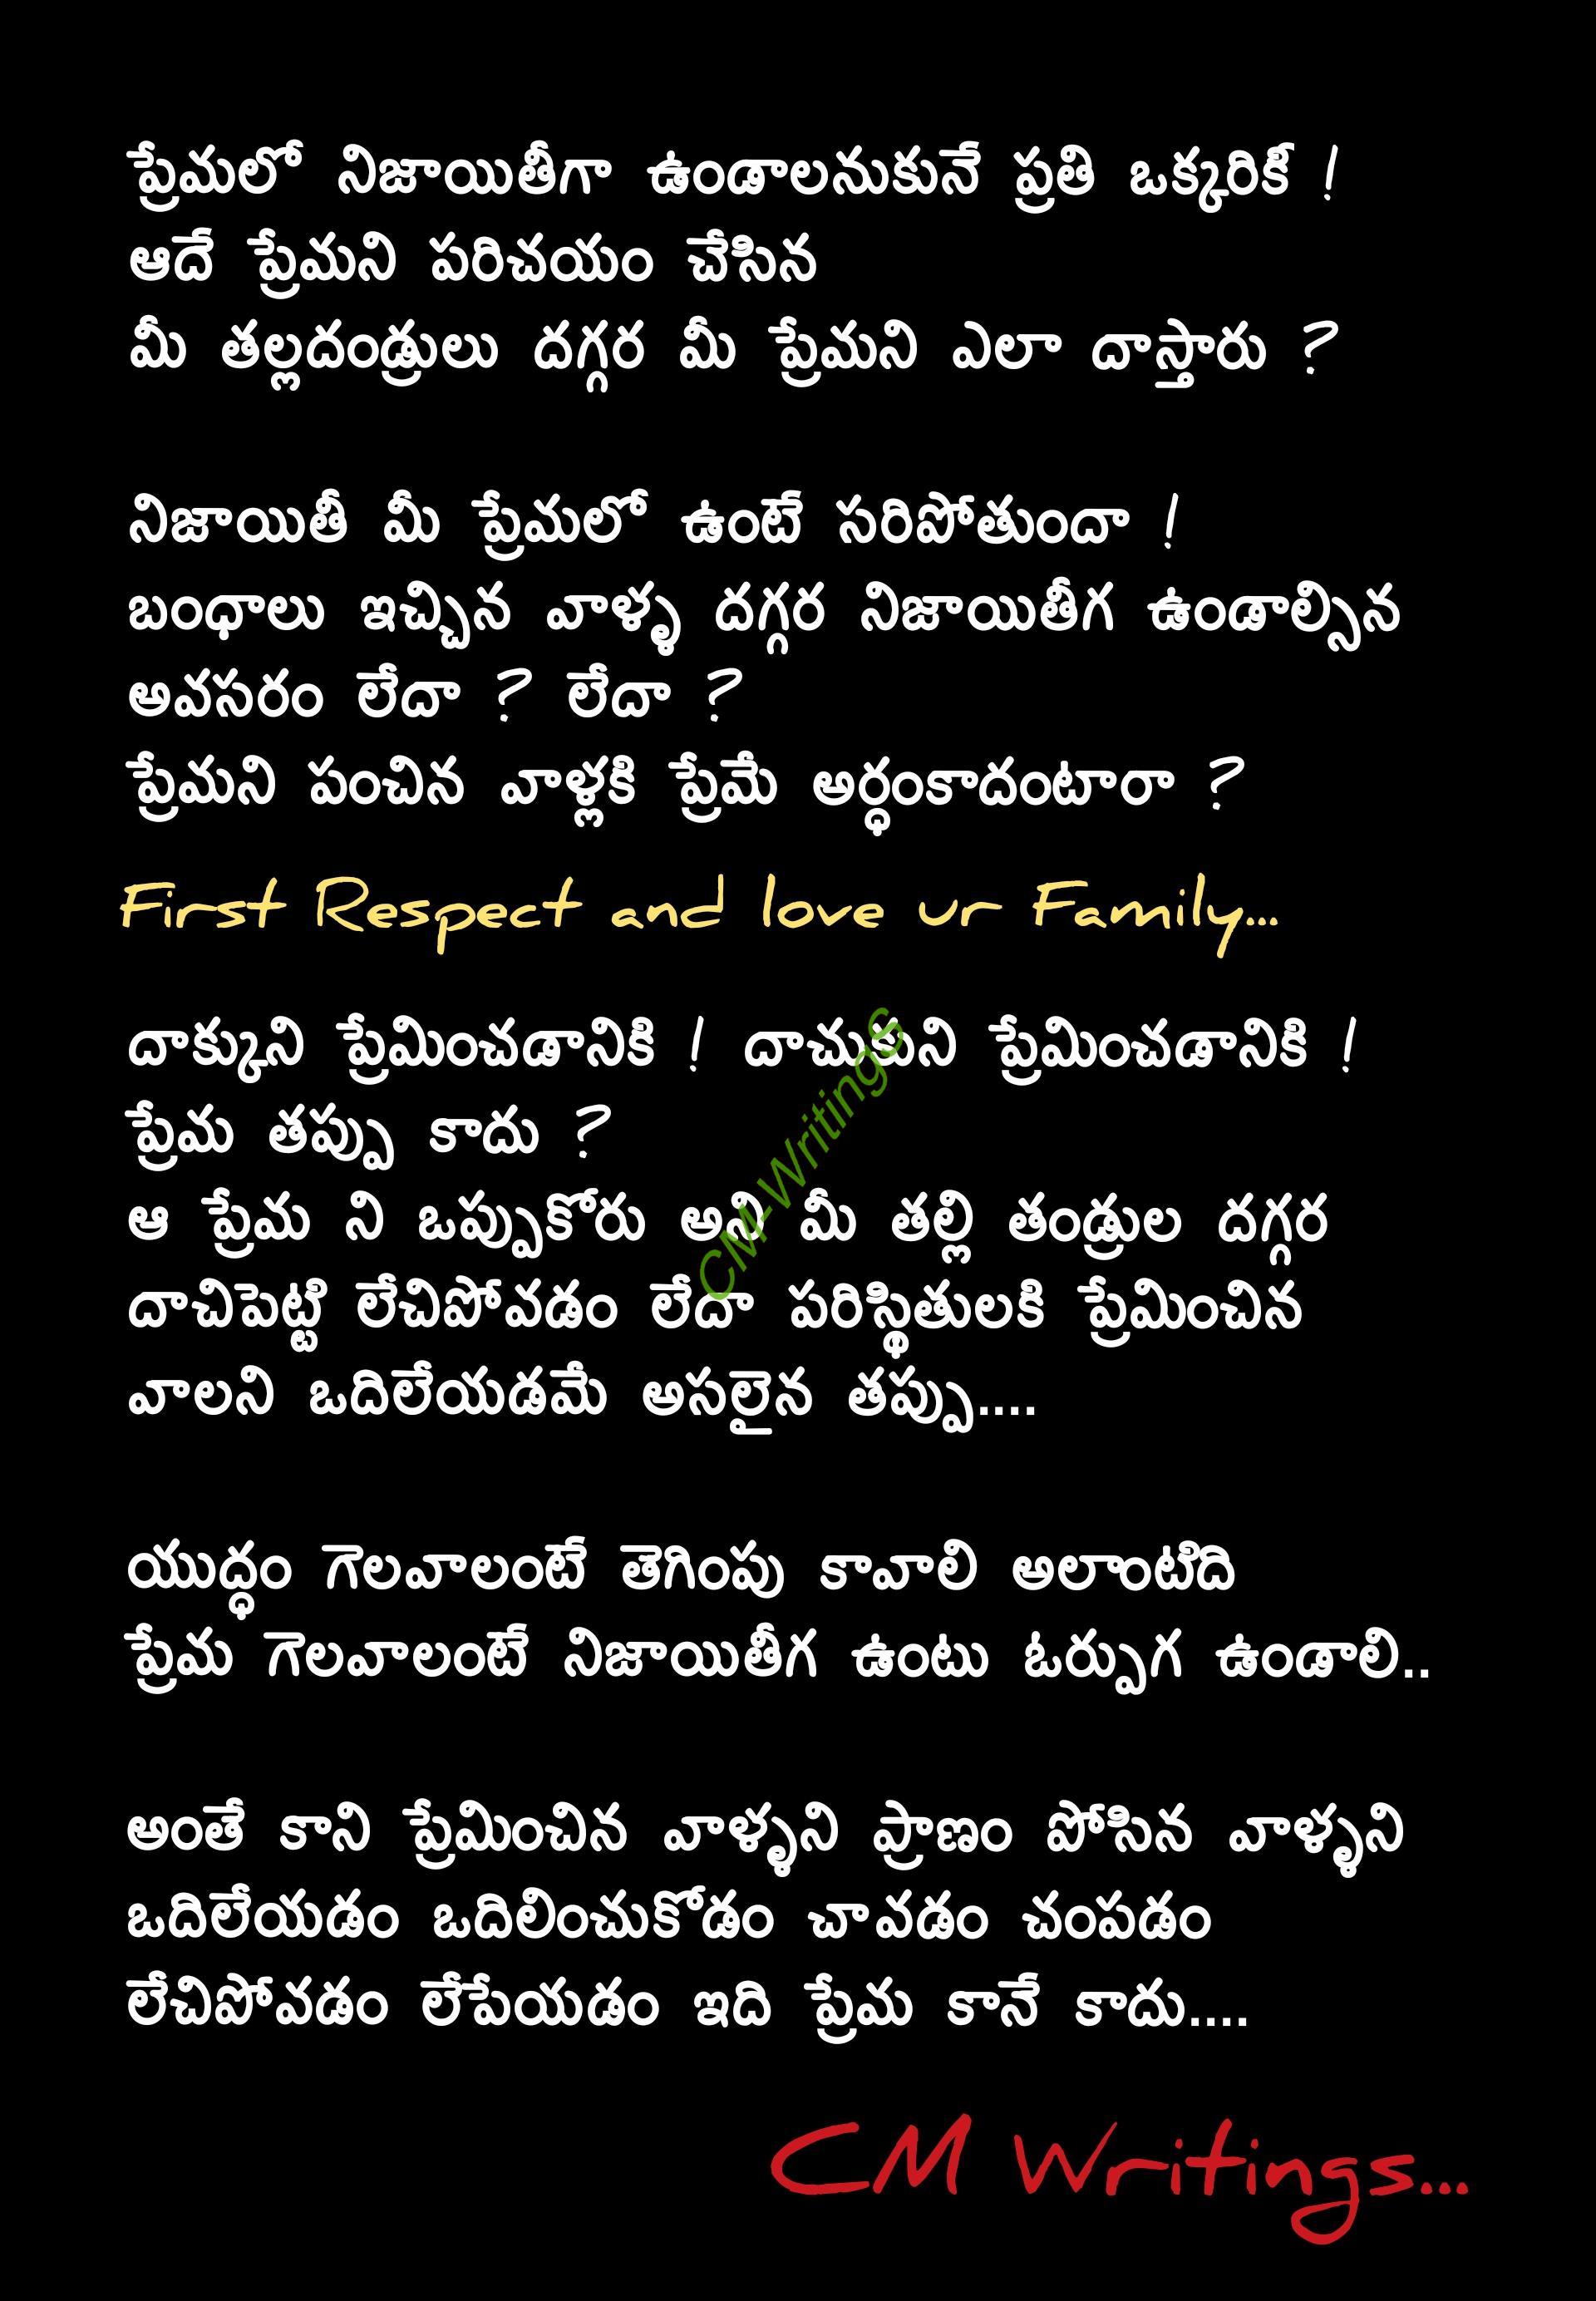 ప్రేమలో నిజాయితీగా ఉండాలనుకునే ప్రతి ఒక్కరికీ !
ఆదే ప్రేమని పరిచయం చేసిన
మీ తల్లదండ్రులు దగ్గర మీ ప్రేమని ఎలా దాస్తారు ?
నిజాయితీ మీ ప్రేమలో ఉంటే సరిపోతుందా !
బంధాలు ఇచ్చిన వాళ్ళ దగ్గర నిజాయితీగ ఉండాల్సిన
అవసరం లేదా ? లేదా ?
ప్రేమని పంచిన వాళ్లకి ప్రేమే అర్ధంకాదంటారా ?
First Respect and love ur Family...
దాక్కుని ప్రేమించడానికి ! దాచుకుని ప్రేమించడానికి !
ప్రేమ తప్పు కాదు ?
ఆ ప్రేమ ని ఒప్పుకోరు అని మీ తల్లి తండ్రుల దగ్గర
దాచిపెట్టి లేచిపోవడం లేదా పరిస్థితులకి ప్రేమించిన
వాలని ఒదిలేయడమే అసలైన తప్పు....
యుద్ధం గెలవాలంటే తెగింపు కావాలి అలాంటిది
ప్రేమ గెలవాలంటే నిజాయితీగ ఉంటు ఓర్పుగ ఉండాలి..
అంతే కాని ప్రేమించిన వాళ్ళని ప్రాణం పోసిన వాళ్ళని
ఒదిలేయడం ఒదిలించుకోడం చావడం చంపడం
లేచిపోవడం లేపేయడం ఇది ప్రేమ కానే కాదు....
CM Writings...
CM-Writings